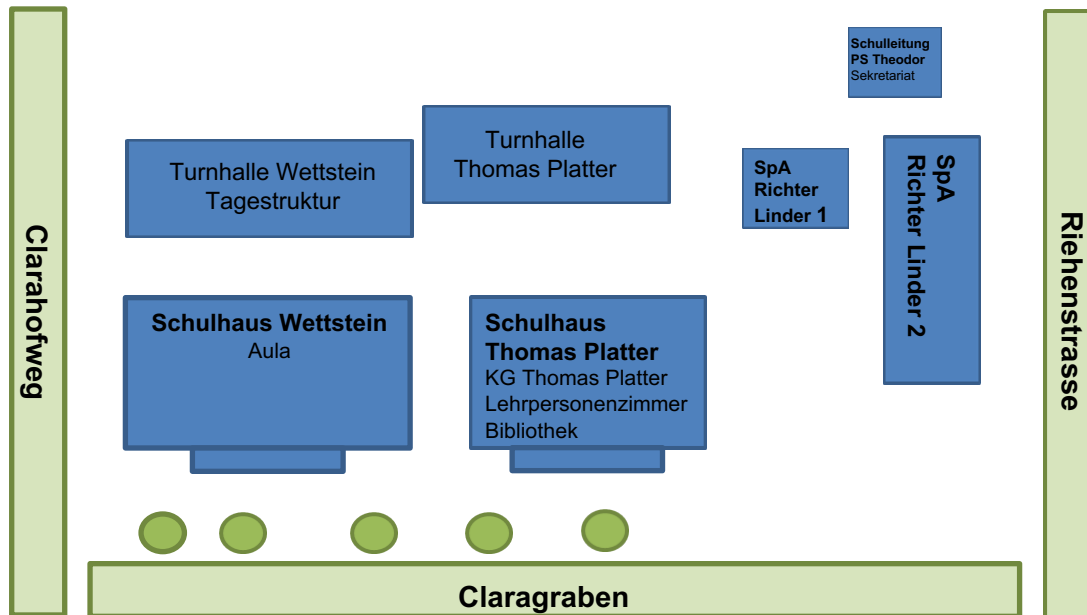 Schulleitung
PS Theodor
Sekretariat
Turnhalle
Thomas Platter
Turnhalle Wettstein
Tagestruktur
SpA
Richter
Linder 1
SpA
Richter Linder 2
Clarahofweg
Riehenstrasse
Schulhaus Wettstein
Aula
Schulhaus
Thomas Platter
KG Thomas Platter
Lehrpersonenzimmer
Bibliothek
Claragraben